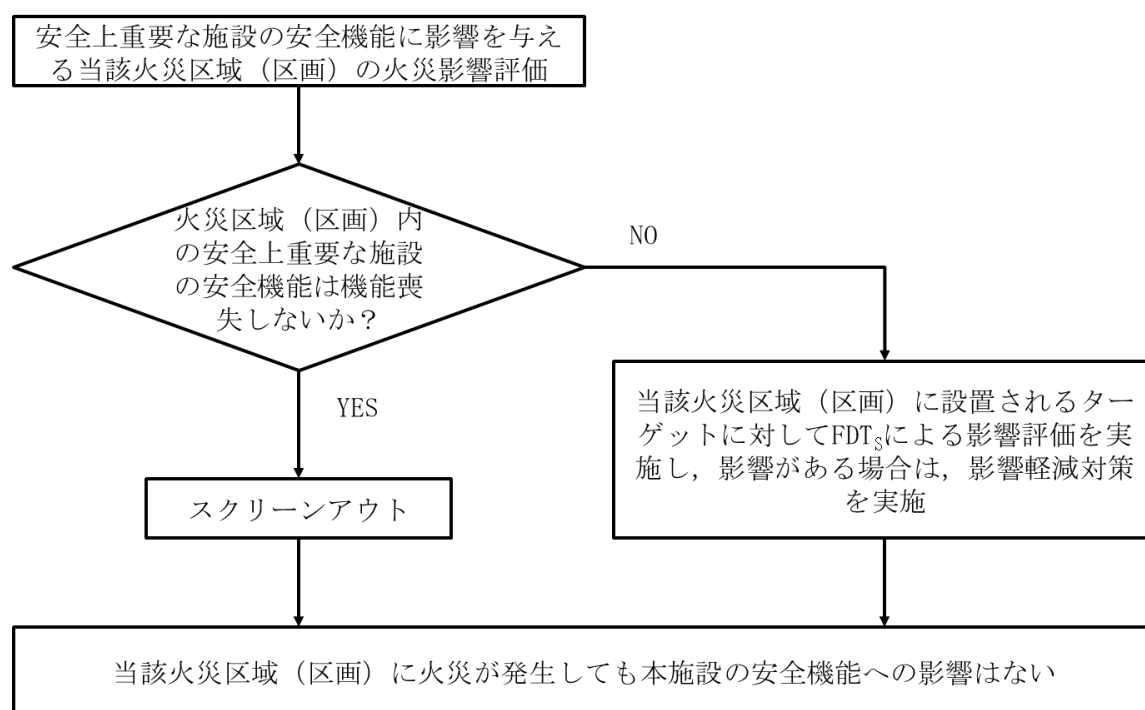 安全上重要な施設の安全機能に影響を与え
る当該火災区域（区画）の火災影響評価
火災区域（区画）内
の安全上重要な施設
の安全機能は機能喪
失しないか？
NO
YES
当該火災区域（区画）に設置されるター
ゲットに対してFDTSによる影響評価を実
施し，影響がある場合は，影響軽減対策
を実施
スクリーンアウト
当該火災区域（区画）に火災が発生しても本施設の安全機能への影響はない